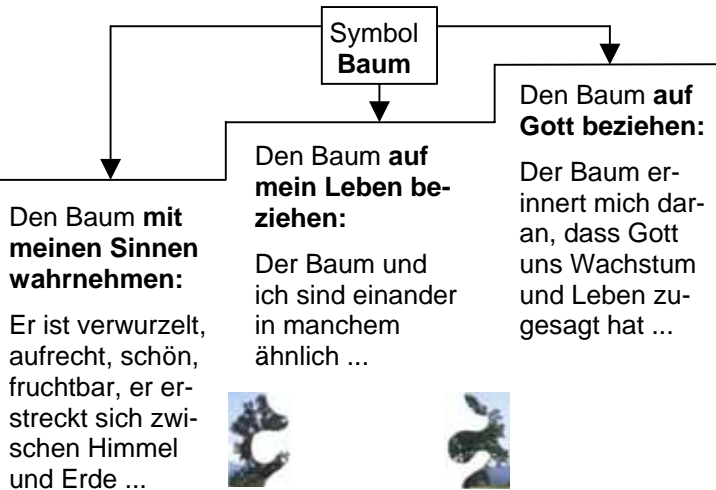 Symbol
Baum
Den Baum mit
meinen Sinnen
wahrnehmen:
Er ist verwurzelt,
aufrecht, schön,
fruchtbar, er er-
streckt sich zwi-
schen Himmel
und Erde ...
Den Baum auf
mein Leben be-
ziehen:
Der Baum und
ich sind einander
in manchem
ähnlich ...
Den Baum auf
Gott beziehen:
Der Baum er-
innert mich dar-
an, dass Gott
uns Wachstum
und Leben zu-
gesagt hat ...